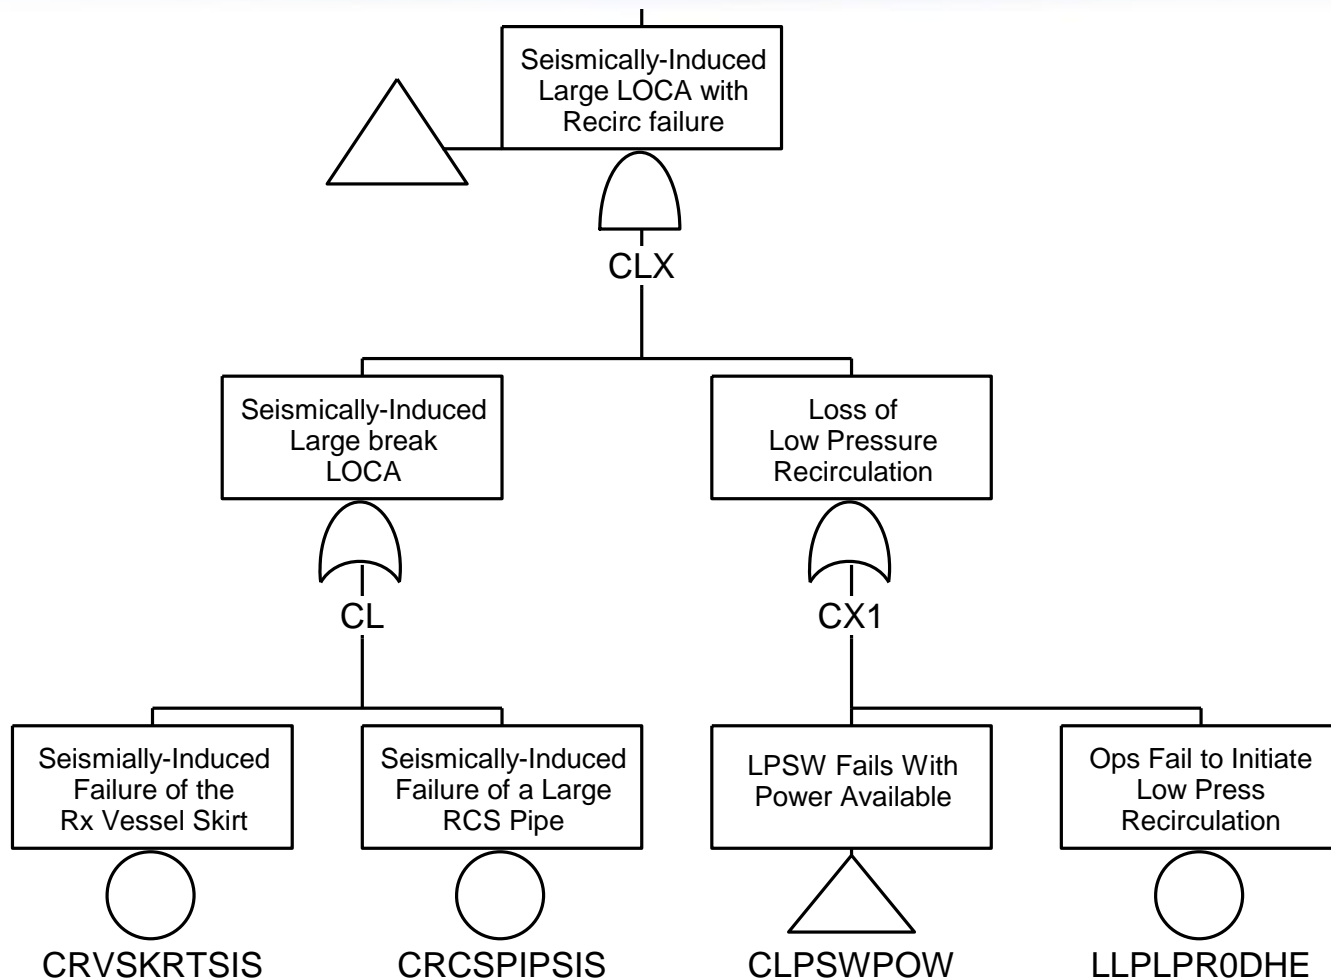 Seismically-Induced
Large LOCA with
Recirc failure
CLX
Seismically-Induced
Large break
LOCA
Loss of
Low Pressure
Recirculation
CL
CX1
Seismially-Induced
Failure of the
Rx Vessel Skirt
Seismically-Induced
Failure of a Large
RCS Pipe
LPSW Fails With
Power Available
Ops Fail to Initiate
Low Press
Recirculation
CRVSKRTSIS
CRCSPIPSIS
CLPSWPOW
LLPLPR0DHE